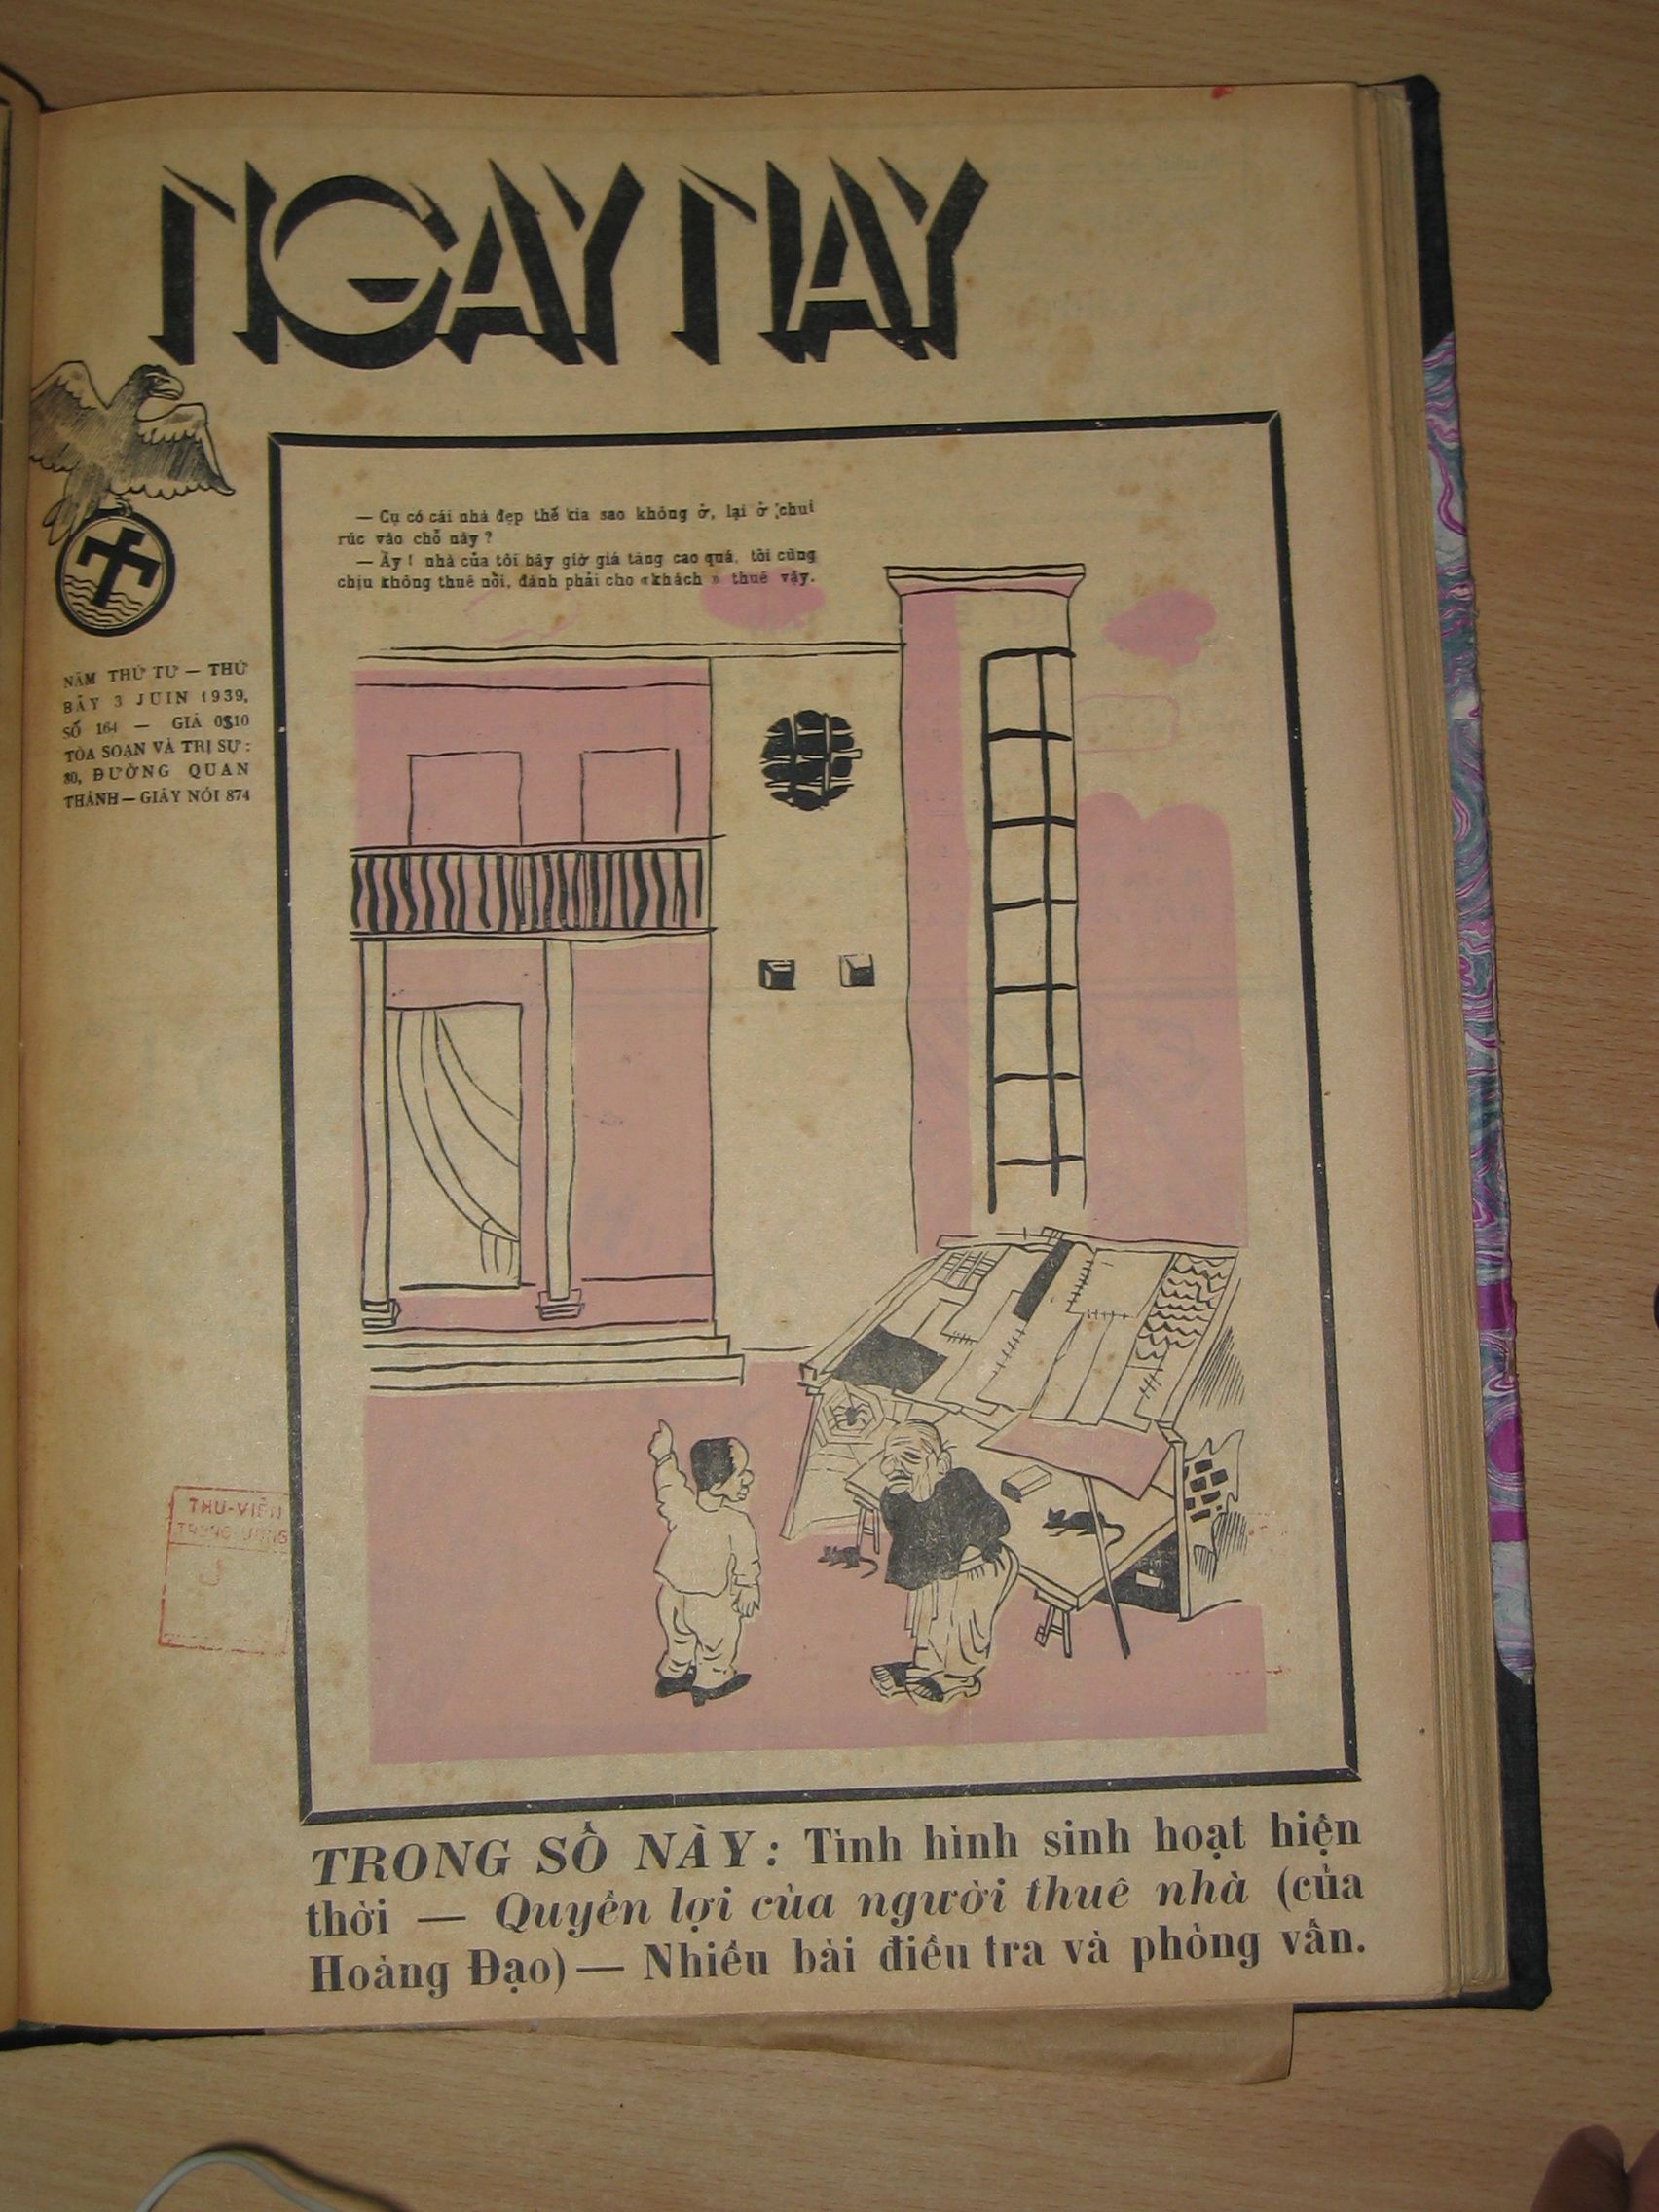 NGAY NAY
— Cụ có cái nhà đẹp thế kia sao không ở, lại ở chui
rúc vào chỗ này ?
— Ấy ! nhà của tôi bây giờ giá tăng cao quá, tôi cũng
chịu không thuê nổi, đành phải cho «khách» thuê vậy.
NĂM THỨ TƯ — THỨ
BẢY 3 JUIN 1939,
SỐ 164 — GIÁ 0$10
TÒA SOẠN VÀ TRỊ SỰ :
80, ĐƯỜNG QUAN
THÁNH — GIÂY NÓI 874
THU-VIỆN
TRUNG-UONG
TRONG SỐ NÀY : Tình hình sinh hoạt hiện
thời — Quyền lợi của người thuê nhà (của
Hoàng Đạo) — Nhiều bài điều tra và phỏng vấn.